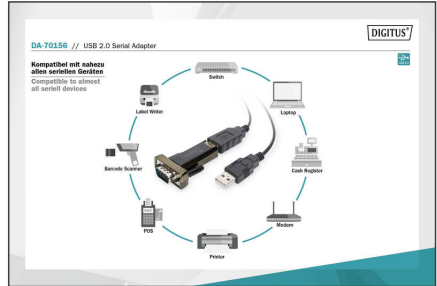 DIGITUS®
DA-70156 // USB 2.0 Serial Adapter
Kompatibel mit nahezu
allen seriellen Geräten
Compatible to almost
all seriell devices
Switch
Label Writer
Laptop
Barcode Scanner
Cash Register
POS
Modem
Printer